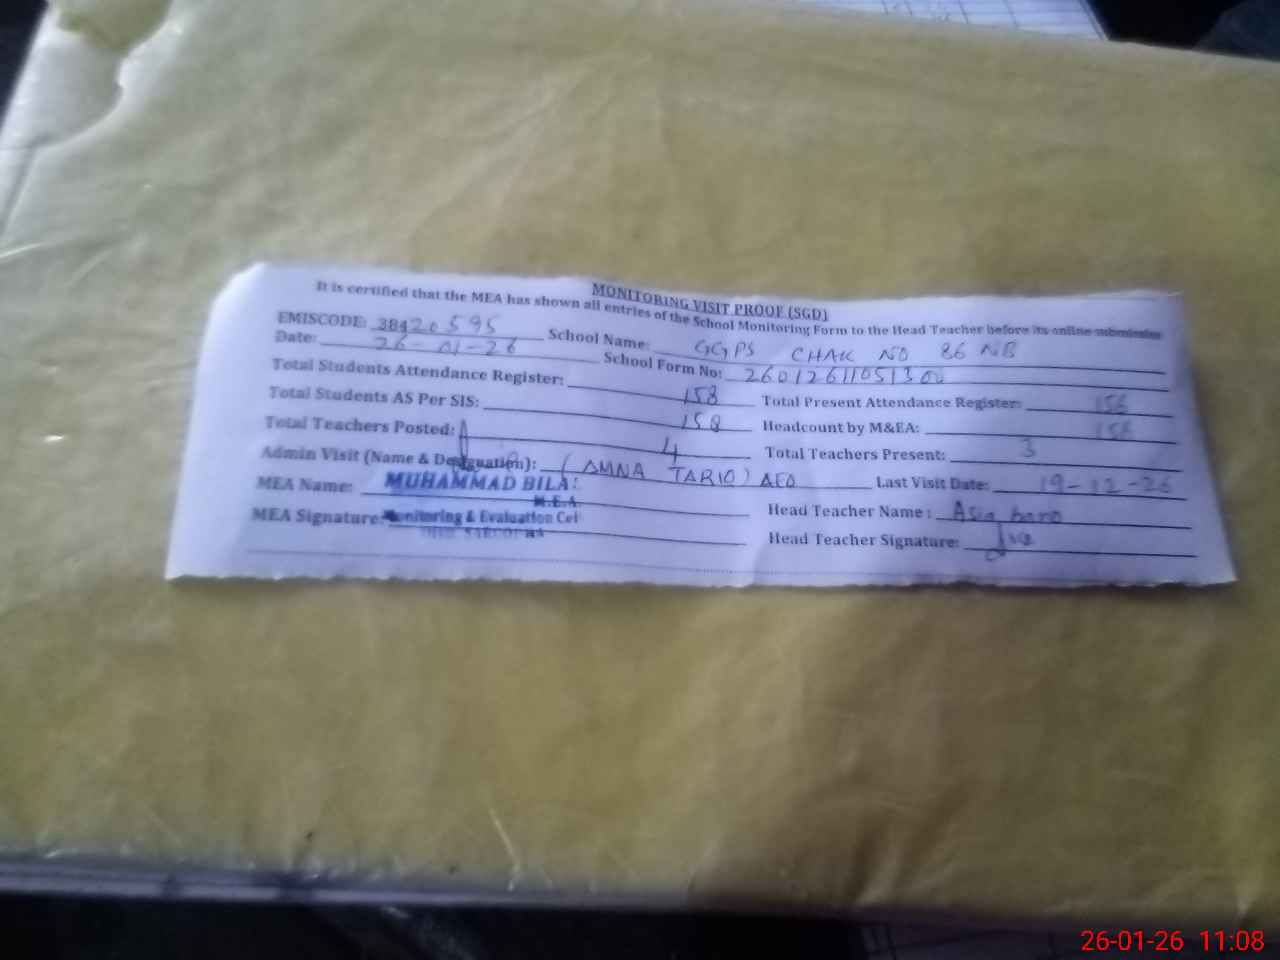 MONITORING VISIT PROOF (SGD)
It is certified that the MEA has shown all entries of the School Monitoring Form to the Head Teacher before its online submission
EMISCODE: 38420595 School Name: GGPS CHAK NO 86 NB
Date: 26-01-26 School Form No: 26012611051300
Total Students Attendance Register: 158 Total Present Attendance Register: 156
Total Students AS Per SIS: 158 Headcount by M&EA: 156
Total Teachers Posted: 4 Total Teachers Present: 3
Admin Visit (Name & Designation): (AMNA TARIQ) AEO Last Visit Date: 19-12-26
MEA Name: MUHAMMAD BILAL Head Teacher Name: Asia bano
M.E.A
MEA Signature: Monitoring & Evaluation Cel Head Teacher Signature:
26-01-26 11:08